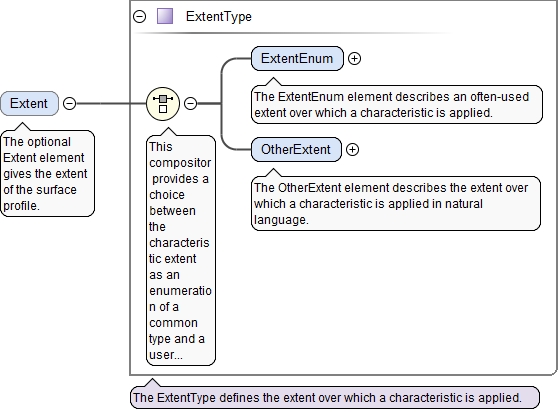 ExtentType
ExtentEnum
The ExtentEnum element describes an often-used
extent over which a characteristic is applied.
Extent
The optional
Extent element
gives the extent
of the surface
profile.
This
compositor
provides a
choice
between
the
characteris
tic extent
as an
enumeratio
n of a
common
type and a
user...
OtherExtent
The OtherExtent element describes the extent over
which a characteristic is applied in natural
language.
The ExtentType defines the extent over which a characteristic is applied.